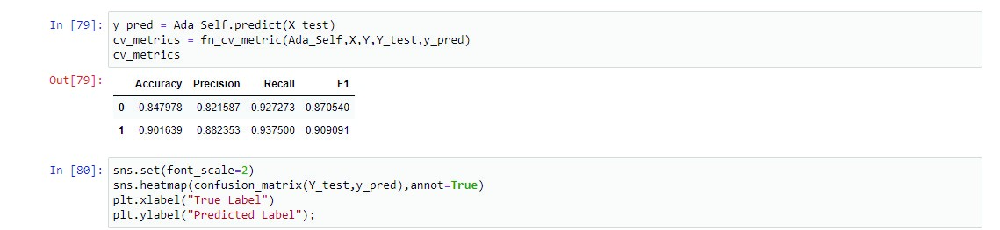 In [79]: y_pred = Ada_Self.predict(X_test)
cv_metrics = fn_cv_metric(Ada_Self,X,Y,Y_test,y_pred)
cv_metrics
Out[79]:
Accuracy Precision Recall F1
0 0.847978 0.821587 0.927273 0.870540
1 0.901639 0.882353 0.937500 0.909091
In [80]: sns.set(font_scale=2)
sns.heatmap(confusion_matrix(Y_test,y_pred),annot=True)
plt.xlabel("True Label")
plt.ylabel("Predicted Label");